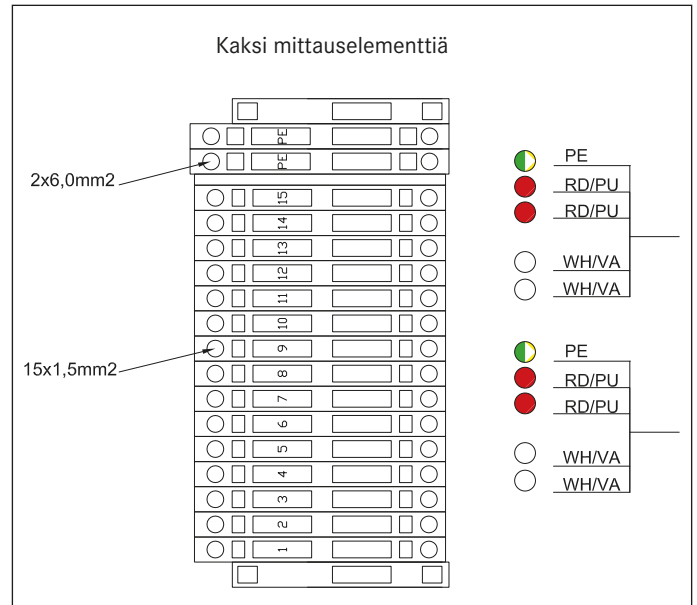 Kaksi mittauselementtiä
PE
PE
2x6,0mm2
15
14
13
12
11
10
9
15x1,5mm2
8
7
6
5
4
3
2
1
PE
RD/PU
RD/PU
WH/VA
WH/VA
PE
RD/PU
RD/PU
WH/VA
WH/VA